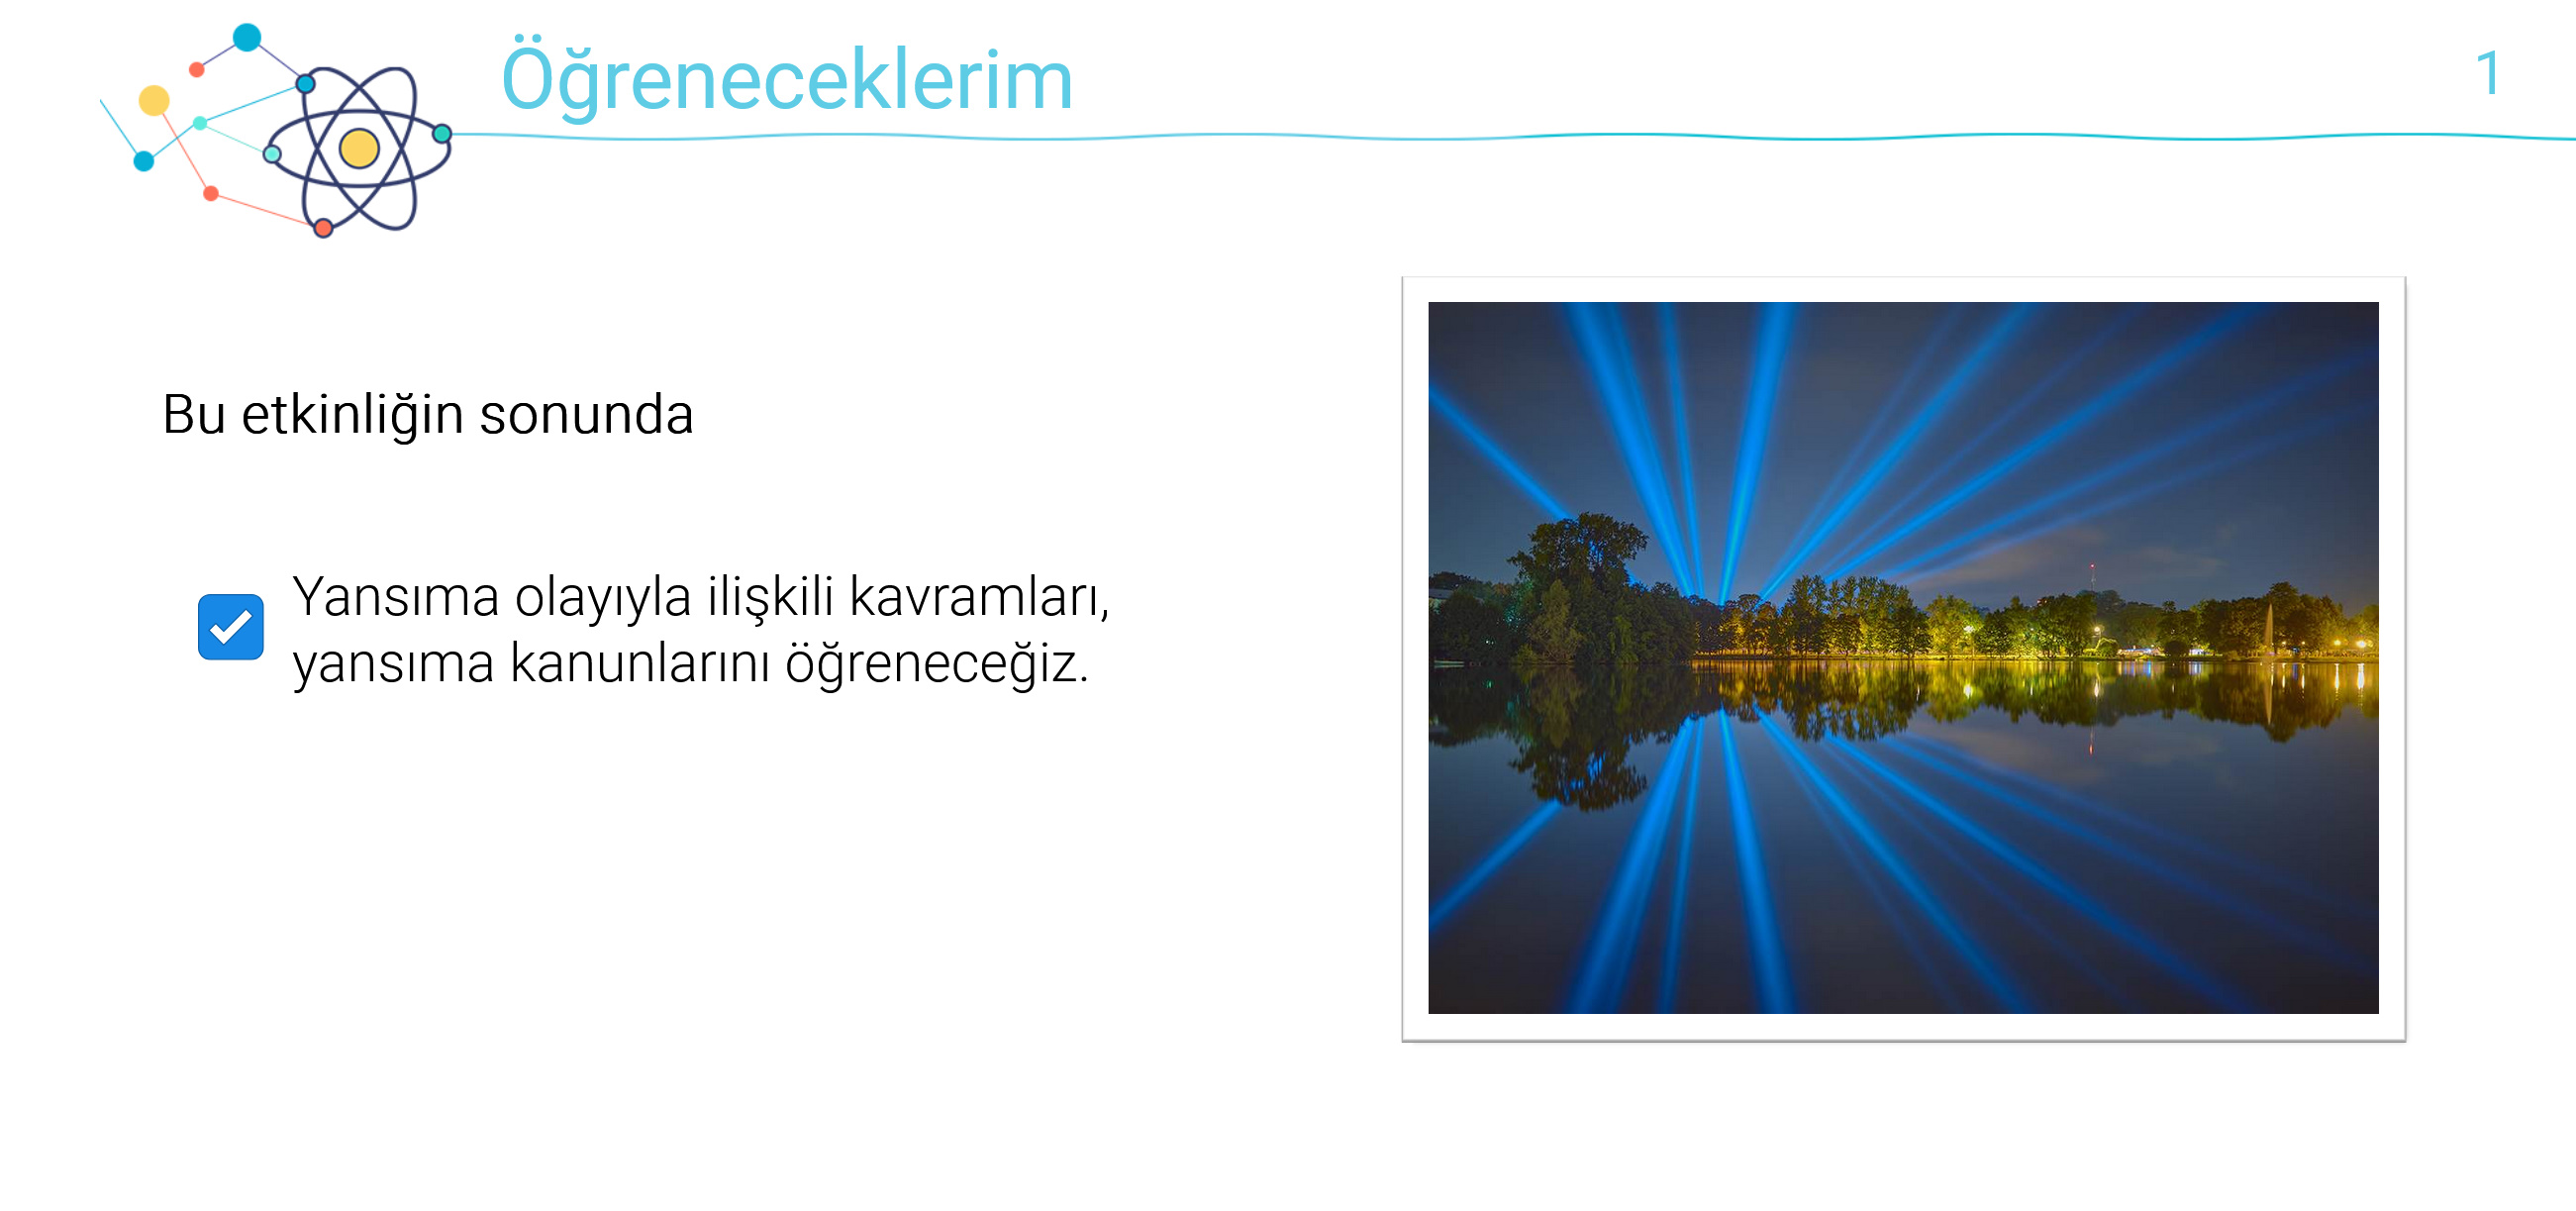 Öğreneceklerim
1
Bu etkinliğin sonunda
Yansıma olayıyla ilişkili kavramları,
yansıma kanunlarını öğreneceğiz.